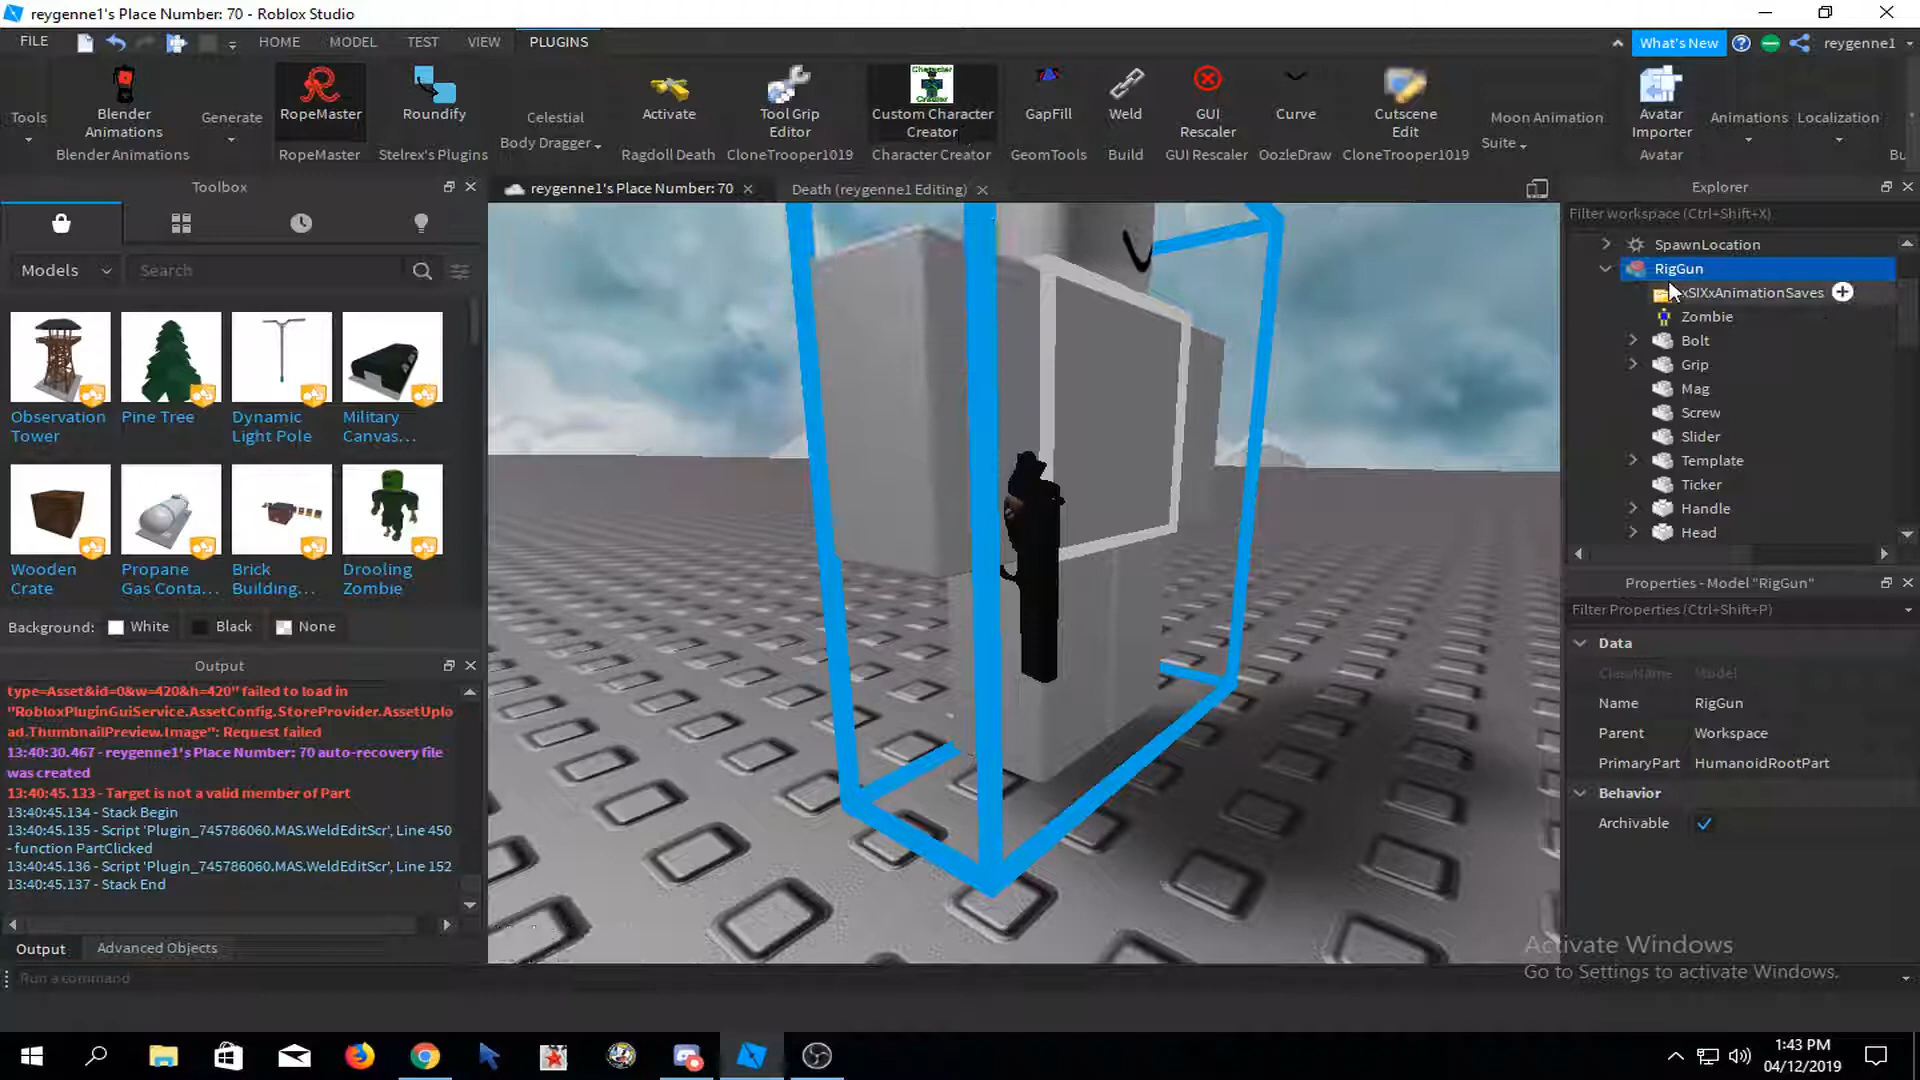 reygenne1's Place Number: 70 - Roblox Studio
FILE
HOME
MODEL
TEST
VIEW
PLUGINS
What's New
reygenne1
Tools
Blender
Animations
Generate
RopeMaster
Roundify
Celestial
Body Dragger
Activate
Tool Grip
Editor
Character
Creator
Custom Character
Creator
GapFill
Weld
GUI
Rescaler
Curve
Cutscene
Edit
Moon Animation
Suite
Avatar
Importer
Animations
Localization
Blender Animations
RopeMaster
Stelrex's Plugins
Ragdoll Death
CloneTrooper1019
Character Creator
GeomTools
Build
GUI Rescaler
OozleDraw
CloneTrooper1019
Avatar
Bu
Toolbox
reygenne1's Place Number: 70
Death (reygenne1 Editing)
Explorer
Filter workspace (Ctrl+Shift+X)
Models
Search
Observation
Tower
Pine Tree
Dynamic
Light Pole
Military
Canvas...
Wooden
Crate
Propane
Gas Conta...
Brick
Building...
Drooling
Zombie
Background:
White
Black
None
Output
type=Asset&id=0&w=420&h=420" failed to load in
"RobloxPluginGuiService.AssetConfig.StoreProvider.AssetUplo
ad.ThumbnailPreview.Image": Request failed
13:40:30.467 - reygenne1's Place Number: 70 auto-recovery file
was created
13:40:45.133 - Target is not a valid member of Part
13:40:45.134 - Stack Begin
13:40:45.135 - Script 'Plugin_745786060.MAS.WeldEditScr', Line 450
- function PartClicked
13:40:45.136 - Script 'Plugin_745786060.MAS.WeldEditScr', Line 152
13:40:45.137 - Stack End
Output
Advanced Objects
Run a command
SpawnLocation
RigGun
xSIXxAnimationSaves
Zombie
Bolt
Grip
Mag
Screw
Slider
Template
Ticker
Handle
Head
Properties - Model "RigGun"
Filter Properties (Ctrl+Shift+P)
Data
ClassName
Model
Name
RigGun
Parent
Workspace
PrimaryPart
HumanoidRootPart
Behavior
Archivable
Activate Windows
Go to Settings to activate Windows.
1:43 PM
04/12/2019